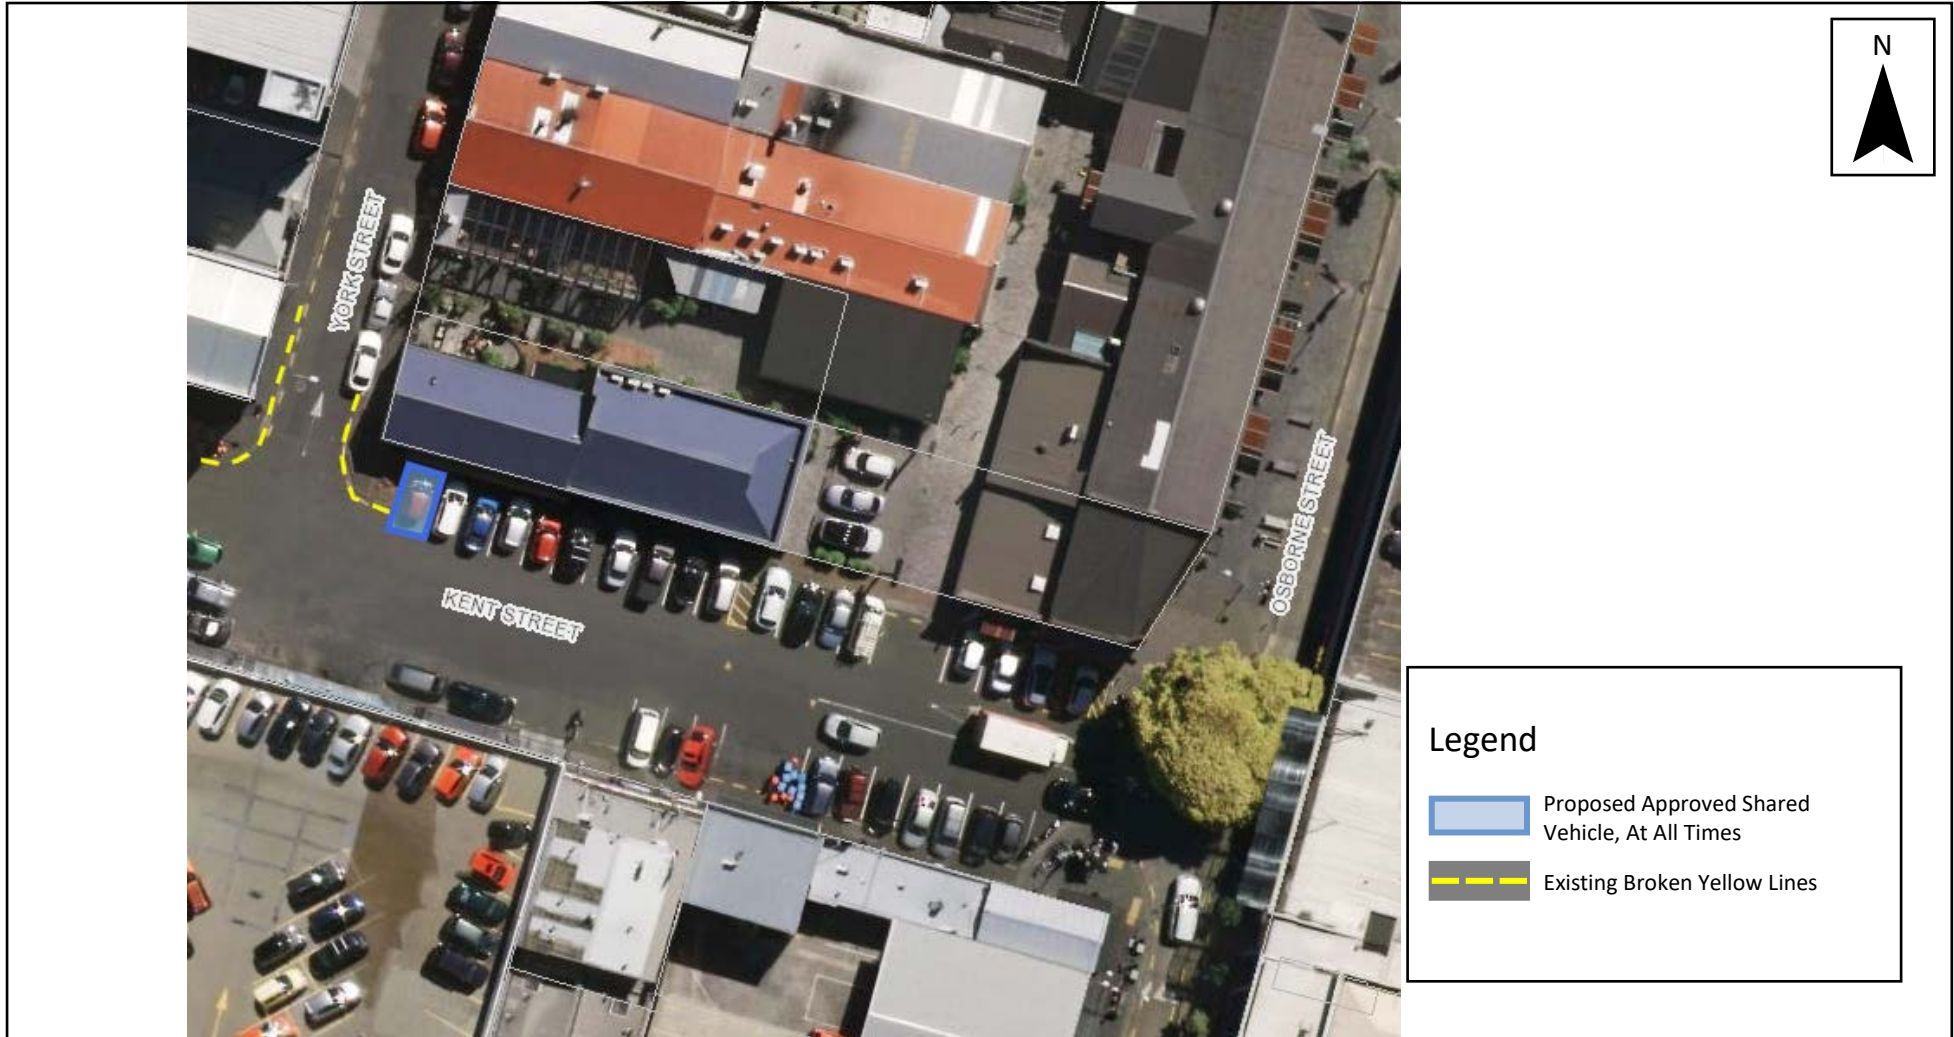 N
YORK STREET
KENT STREET
OSBORNE STREET
Legend
Proposed Approved Shared
Vehicle, At All Times
Existing Broken Yellow Lines